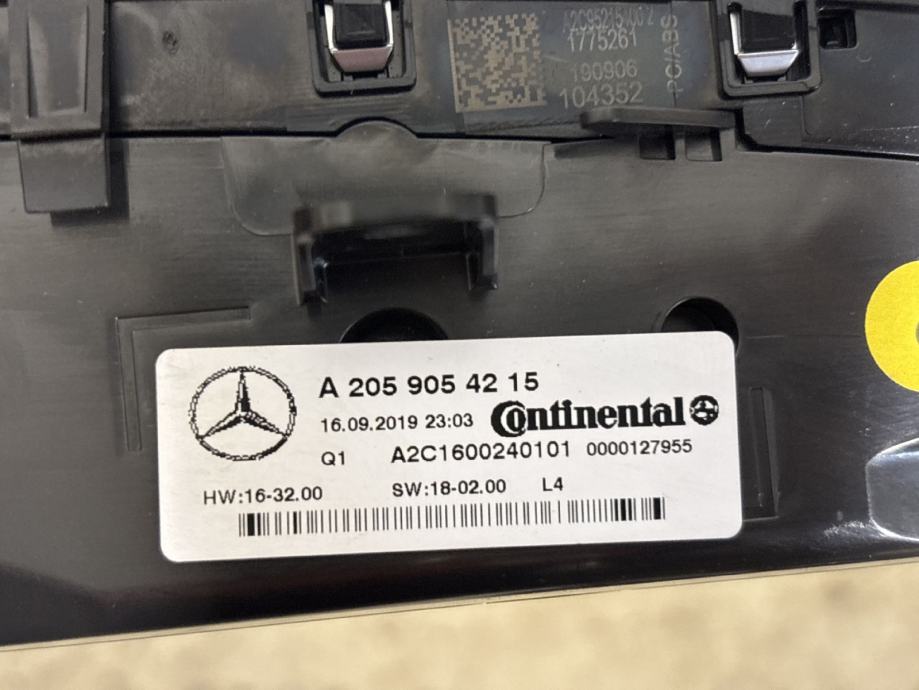 1775261
190906
104352
PC/ABS
A 205 905 42 15
16.09.2019 23:03 Continental
Q1 A2C1600240101 0000127955
HW:16-32.00 SW:18-02.00 L4